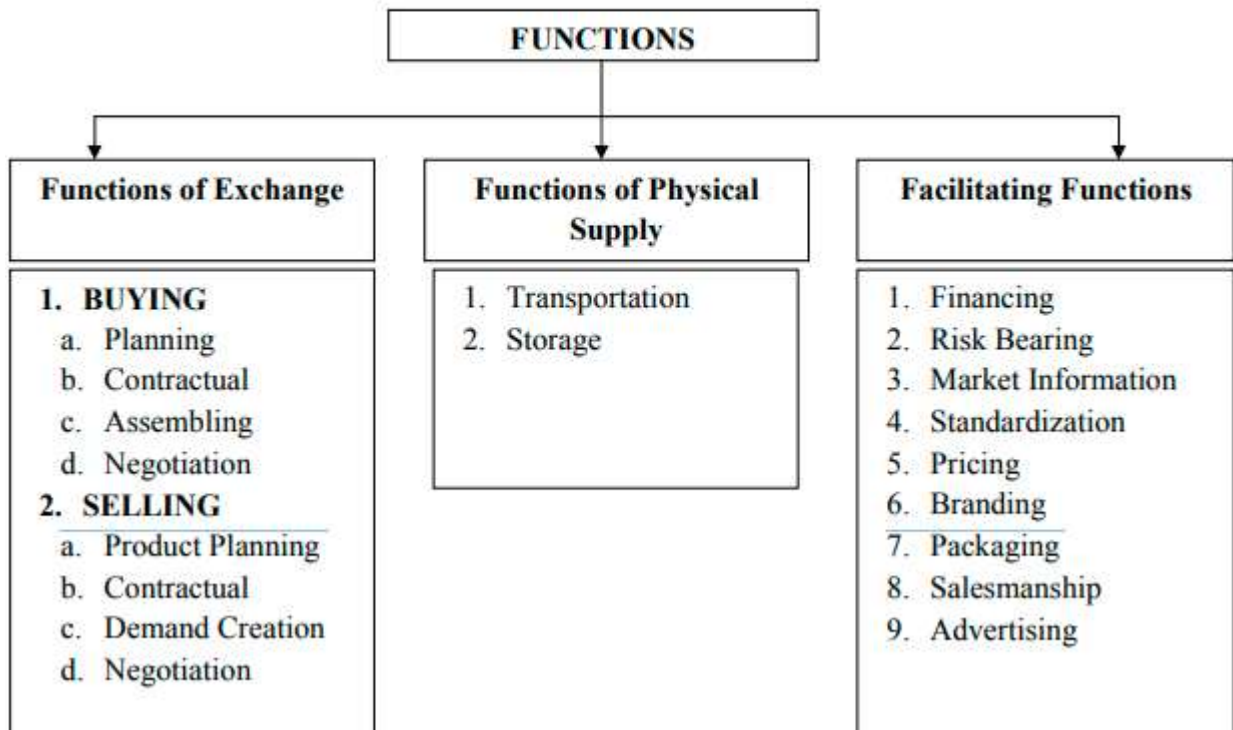 FUNCTIONS
Functions of Exchange
1. BUYING
a. Planning
b. Contractual
c. Assembling
d. Negotiation
2. SELLING
a. Product Planning
b. Contractual
c. Demand Creation
d. Negotiation
Functions of Physical
Supply
1. Transportation
2. Storage
Facilitating Functions
1. Financing
2. Risk Bearing
3. Market Information
4. Standardization
5. Pricing
6. Branding
7. Packaging
8. Salesmanship
9. Advertising